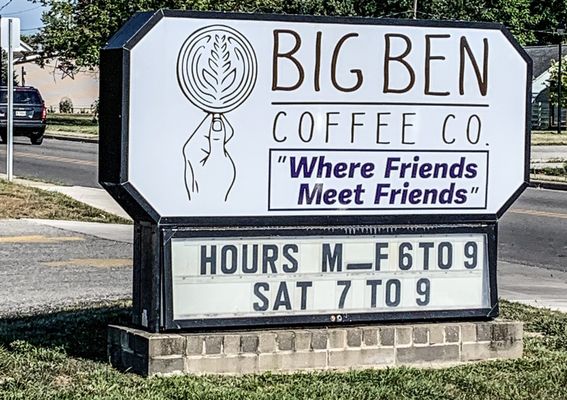 BIG BEN
COFFEE CO.
"Where Friends
Meet Friends"
HOURS M_F 6 TO 9
SAT 7 TO 9